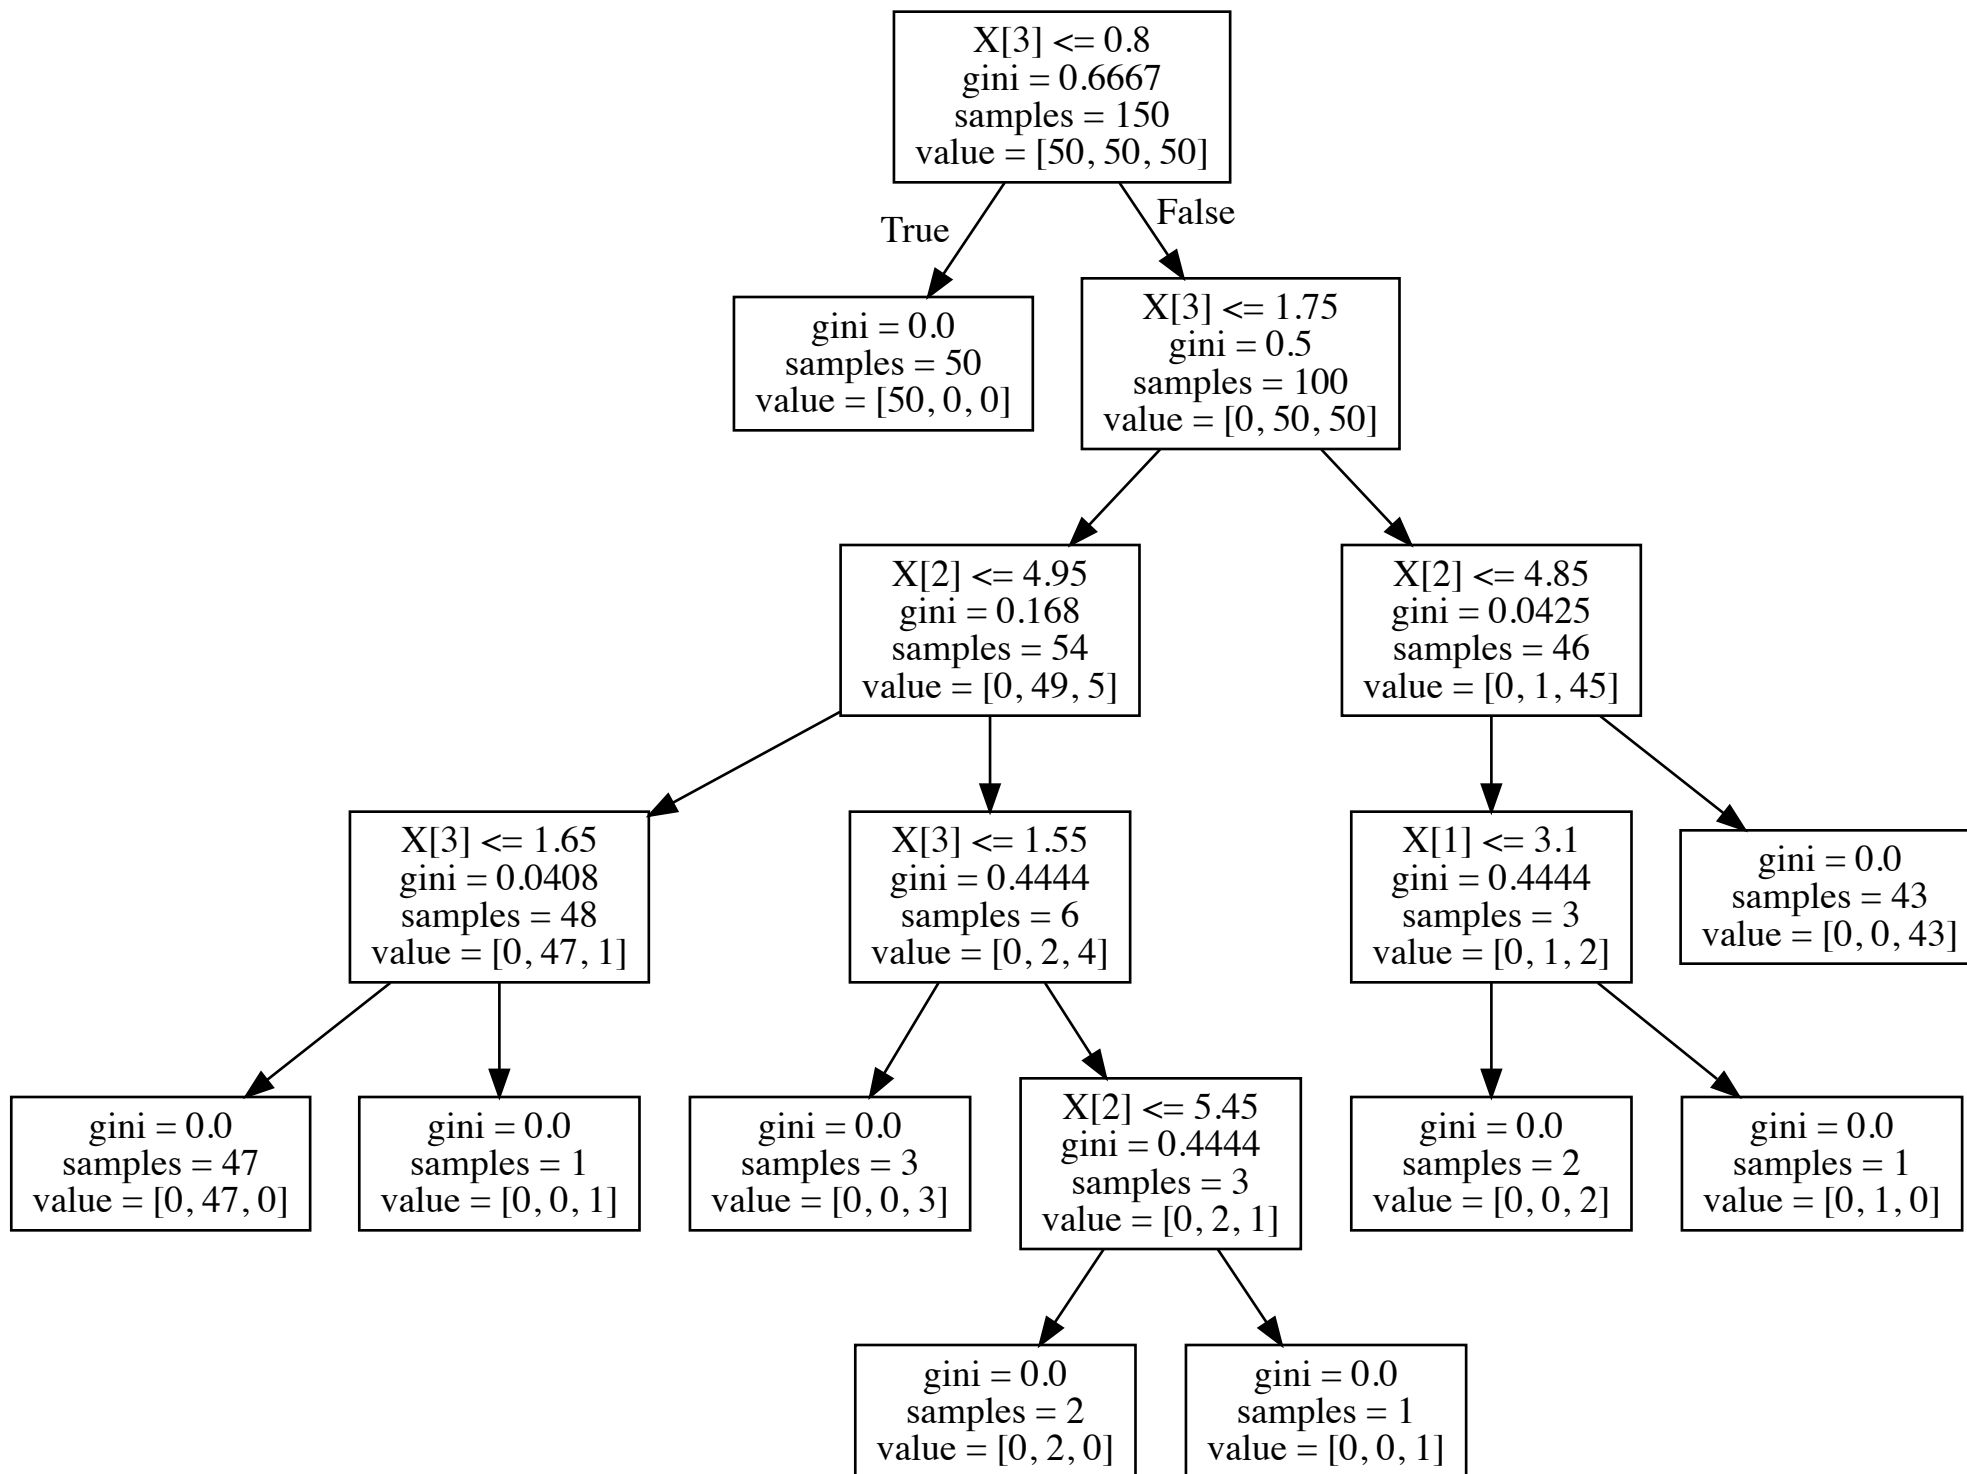 X[3] <= 0.8
gini = 0.6667
samples = 150
value = [50, 50, 50]
True
False
gini = 0.0
samples = 50
value = [50, 0, 0]
X[3] <= 1.75
gini = 0.5
samples = 100
value = [0, 50, 50]
X[2] <= 4.95
gini = 0.168
samples = 54
value = [0, 49, 5]
X[2] <= 4.85
gini = 0.0425
samples = 46
value = [0, 1, 45]
X[3] <= 1.65
gini = 0.0408
samples = 48
value = [0, 47, 1]
X[3] <= 1.55
gini = 0.4444
samples = 6
value = [0, 2, 4]
X[1] <= 3.1
gini = 0.4444
samples = 3
value = [0, 1, 2]
gini = 0.0
samples = 43
value = [0, 0, 43]
gini = 0.0
samples = 47
value = [0, 47, 0]
gini = 0.0
samples = 1
value = [0, 0, 1]
gini = 0.0
samples = 3
value = [0, 0, 3]
X[2] <= 5.45
gini = 0.4444
samples = 3
value = [0, 2, 1]
gini = 0.0
samples = 2
value = [0, 0, 2]
gini = 0.0
samples = 1
value = [0, 1, 0]
gini = 0.0
samples = 2
value = [0, 2, 0]
gini = 0.0
samples = 1
value = [0, 0, 1]